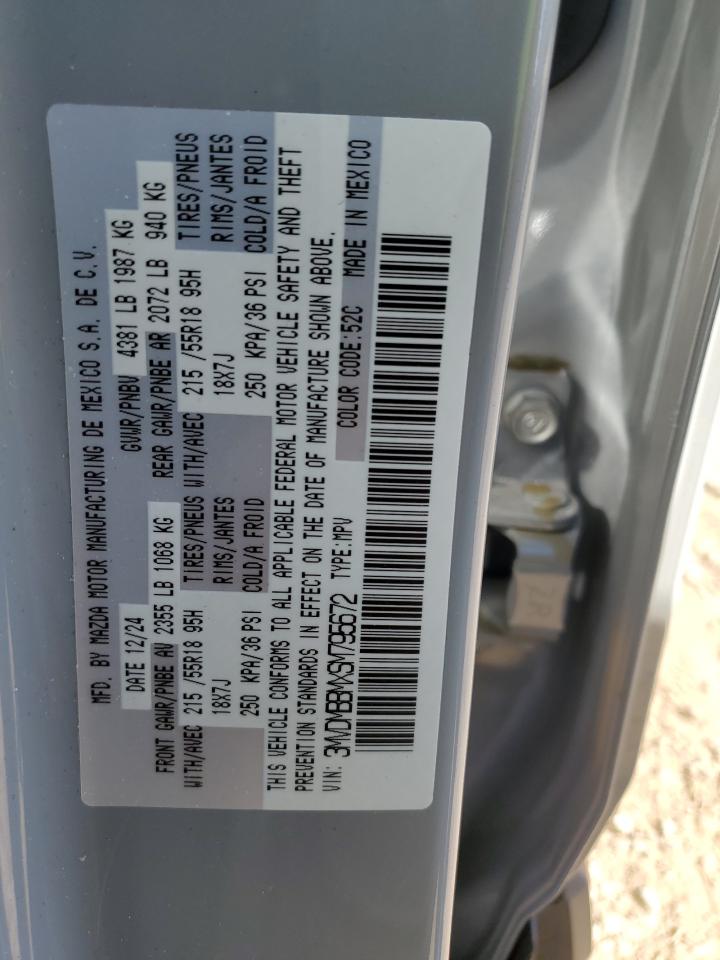 MFD. BY MAZDA MOTOR MANUFACTURING DE MEXICO S.A. DE C.V.
DATE 12/24 GVWR/PNBV 4381 LB 1987 KG
FRONT GAWR/PNBE AV 2355 LB 1068 KG REAR GAWR/PNBE AR 2072 LB 940 KG
WITH/AVEC 215 /55R18 95H TIRES/PNEUS WITH/AVEC 215 /55R18 95H TIRES/PNEUS
18X7J RIMS/JANTES 18X7J RIMS/JANTES
250 KPA/36 PSI COLD/A FROID 250 KPA/36 PSI COLD/A FROID
THIS VEHICLE CONFORMS TO ALL APPLICABLE FEDERAL MOTOR VEHICLE SAFETY AND THEFT
PREVENTION STANDARDS IN EFFECT ON THE DATE OF MANUFACTURE SHOWN ABOVE.
VIN: 3MVDMBBMXSM795672 TYPE:MPV COLOR CODE:52C MADE IN MEXICO
2R